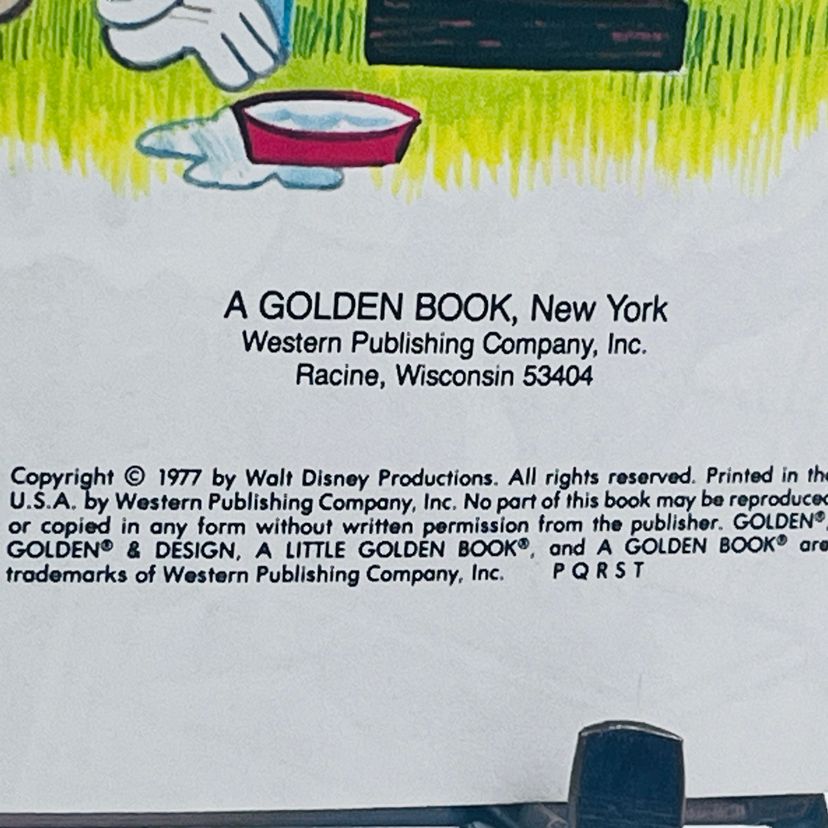 A GOLDEN BOOK, New York
Western Publishing Company, Inc.
Racine, Wisconsin 53404
Copyright © 1977 by Walt Disney Productions. All rights reserved. Printed in the
U.S.A. by Western Publishing Company, Inc. No part of this book may be reproduced
or copied in any form without written permission from the publisher. GOLDEN®,
GOLDEN® & DESIGN, A LITTLE GOLDEN BOOK®, and A GOLDEN BOOK® are
trademarks of Western Publishing Company, Inc. P Q R S T